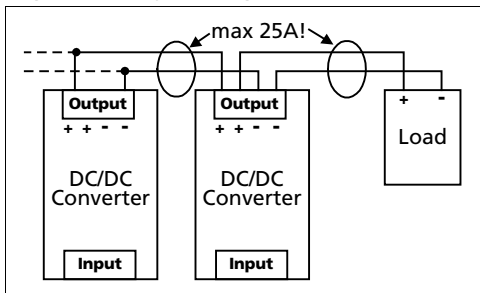 max 25A!
Output
+ + - -
DC/DC
Converter
Input
Output
+ + - -
DC/DC
Converter
Input
+ -
Load